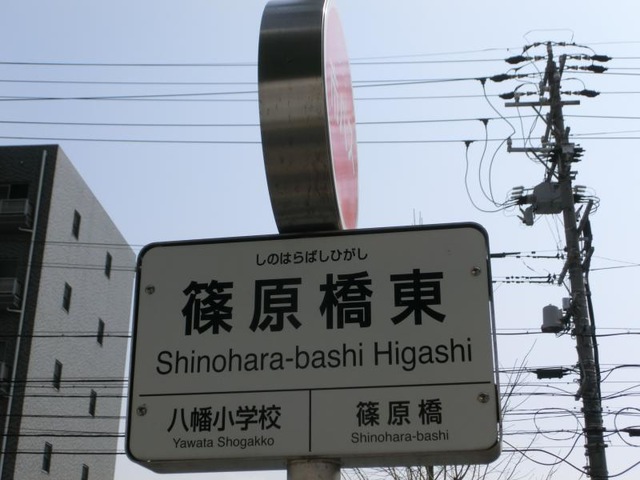 しのはらばしひがし
篠原橋東
Shinohara-bashi Higashi
八幡小学校
Yawata Shogakko
篠原橋
Shinohara-bashi